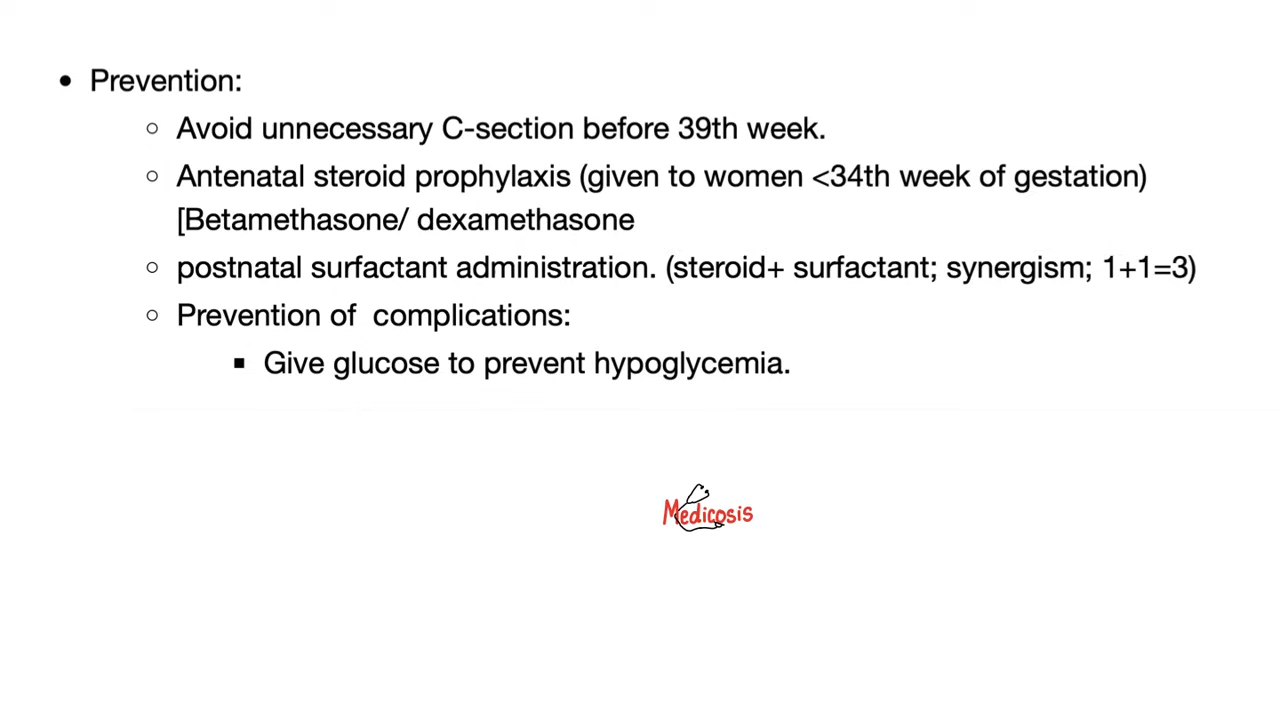 • Prevention:
○ Avoid unnecessary C-section before 39th week.
○ Antenatal steroid prophylaxis (given to women <34th week of gestation)
[Betamethasone/ dexamethasone
○ postnatal surfactant administration. (steroid+ surfactant; synergism; 1+1=3)
○ Prevention of  complications:
▪ Give glucose to prevent hypoglycemia.
Medicosis